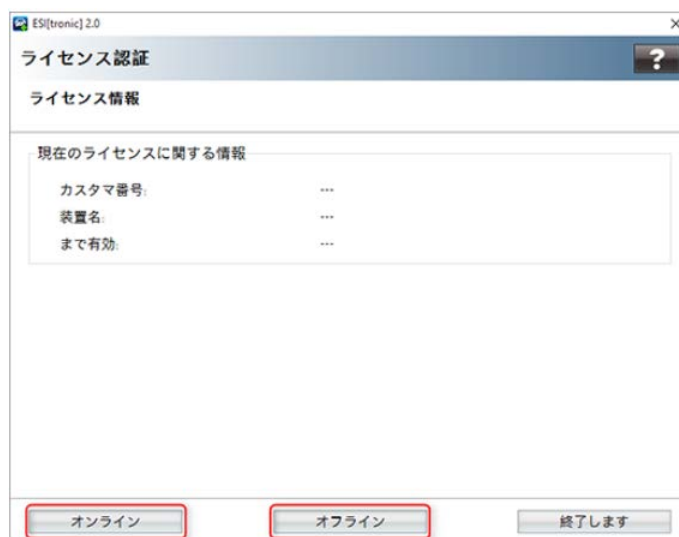 ESI[tronic] 2.0
ライセンス認証
?
ライセンス情報
現在のライセンスに関する情報
カスタマ番号: ---
装置名: ---
まで有効: ---
オンライン オフライン 終了します